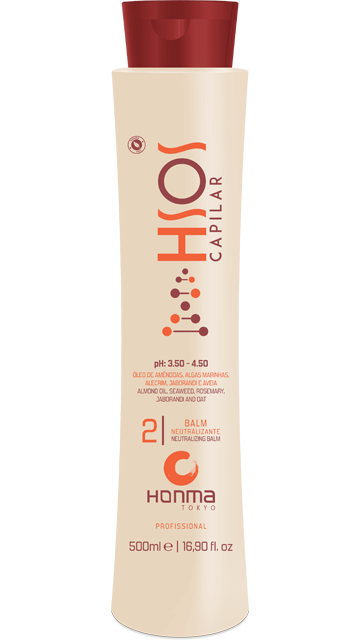 HSOS
CAPILAR
pH: 3.50 - 4.50
ÓLEO DE AMÊNDOAS, ALGAS MARINHAS,
ALECRIM, JABORANDI E AVEIA
ALMOND OIL, SEAWEED, ROSEMARY,
JABORANDI AND OAT
2 BALM
NEUTRALIZANTE
NEUTRALIZING BALM
HONMA
TOKYO
PROFISSIONAL
500ml ℮ | 16,90 fl. oz